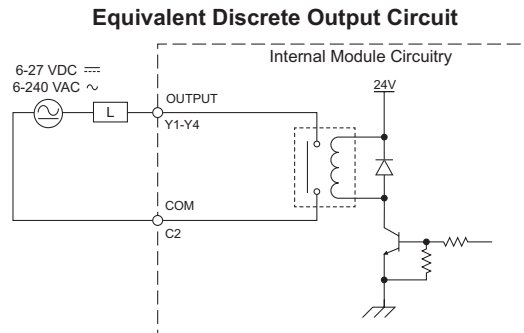 Equivalent Discrete Output Circuit
Internal Module Circuitry
6-27 VDC ⎓
6-240 VAC ∿
24V
L
OUTPUT
Y1-Y4
COM
C2